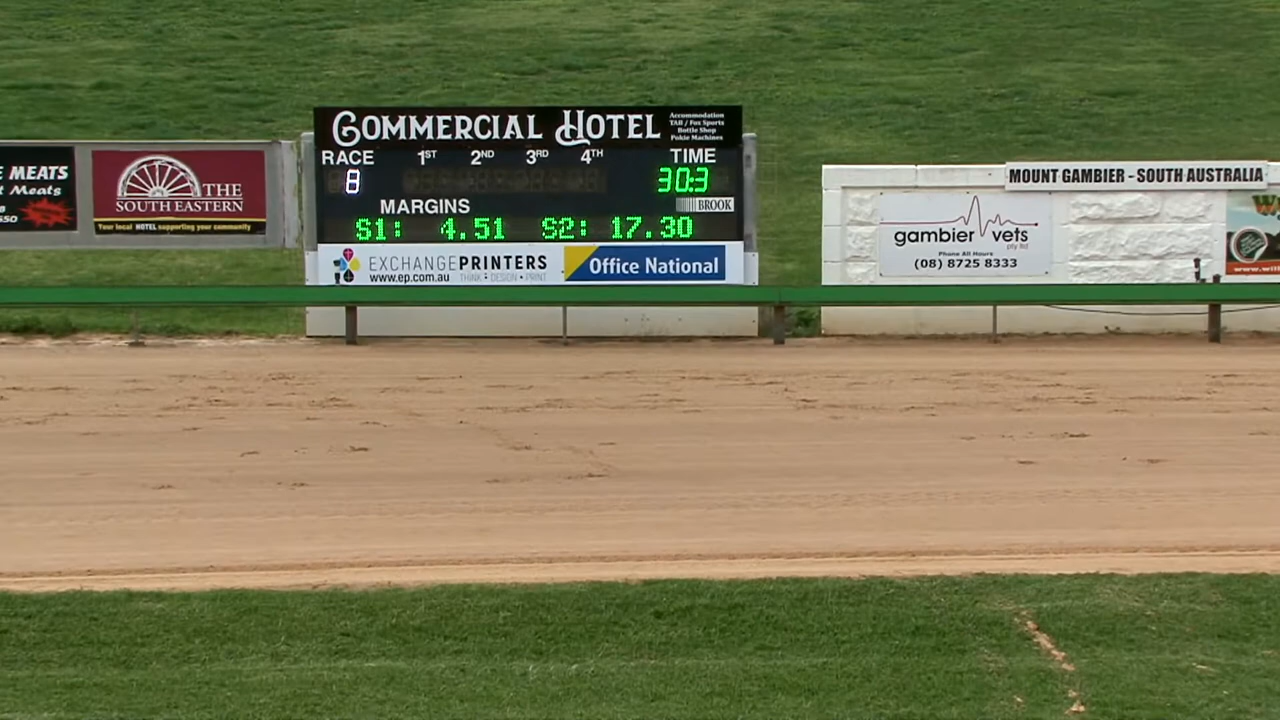 COMMERCIAL HOTEL
Accommodation
TAB / Fox Sports
Bottle Shop
Pokie Machines
RACE 1ST 2ND 3RD 4TH TIME
8 30:3
MARGINS
BROOK
S1: 4.51 S2: 17.30
EXCHANGEPRINTERS
www.ep.com.au THINK • DESIGN • PRINT
Office National
MEATS
Meats
THE
SOUTH EASTERN
Your local HOTEL supporting your community
MOUNT GAMBIER - SOUTH AUSTRALIA
gambier vets
pty ltd
Phone All Hours
(08) 8725 8333